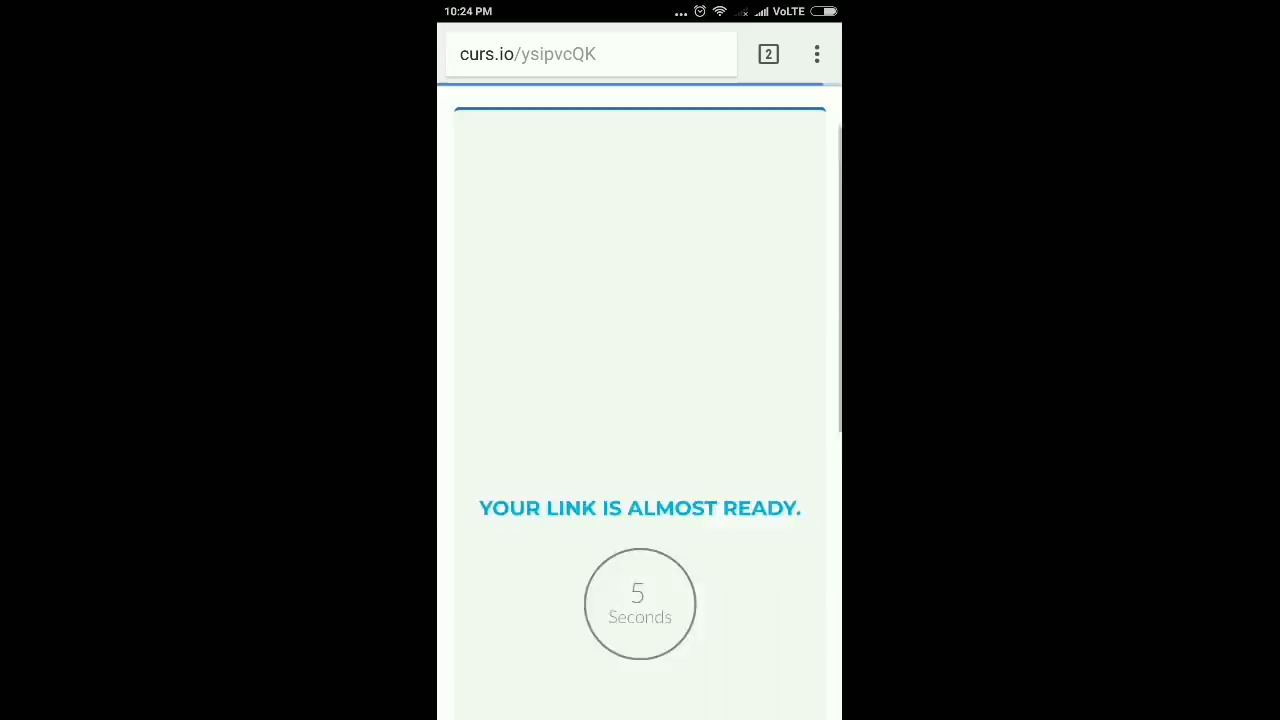 10:24 PM ... VoLTE
curs.io/ysipvcQK 2
YOUR LINK IS ALMOST READY.
5
Seconds